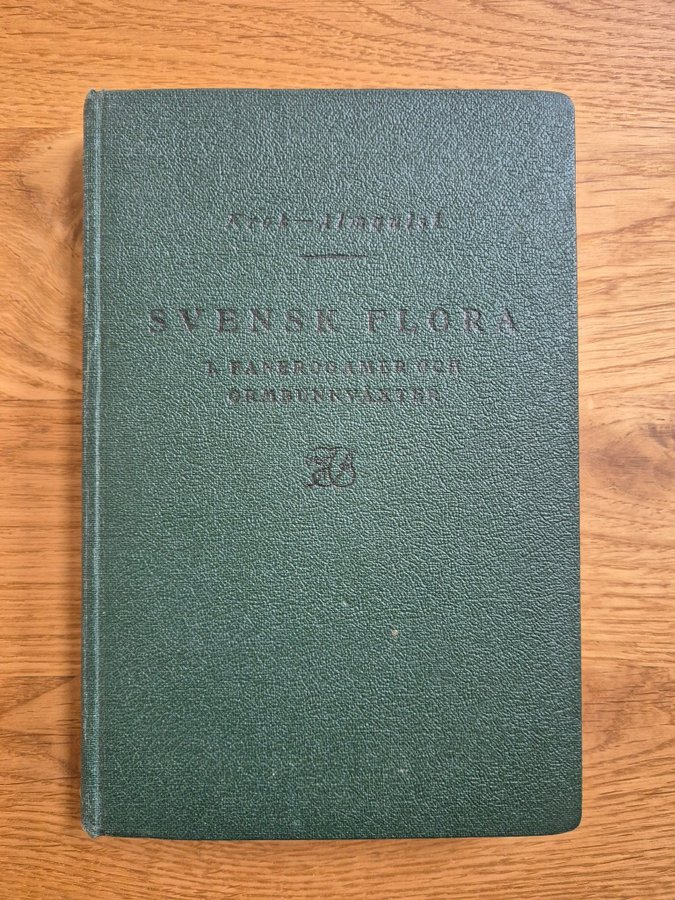 Krok—Almquist
SVENSK FLORA
I. FANEROGAMER OCH
ORMBUNKVÄXTER